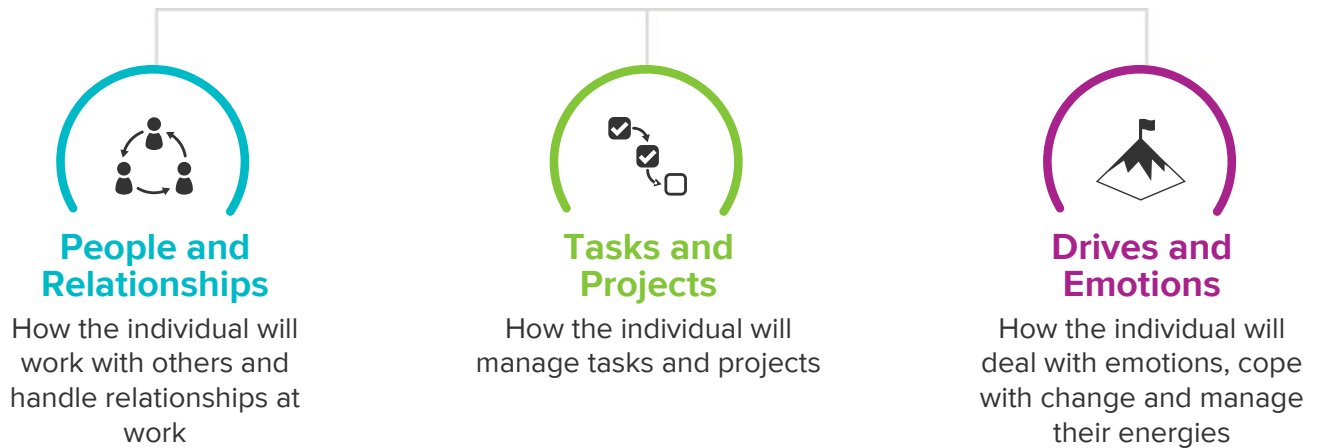 People and
Relationships
How the individual will
work with others and
handle relationships at
work
Tasks and
Projects
How the individual will
manage tasks and projects
Drives and
Emotions
How the individual will
deal with emotions, cope
with change and manage
their energies